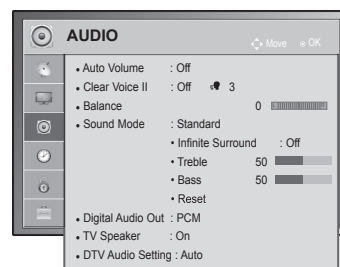 AUDIO
Move OK
• Auto Volume : Off
• Clear Voice II : Off 3
• Balance 0
• Sound Mode : Standard
• Infinite Surround : Off
• Treble 50
• Bass 50
• Reset
• Digital Audio Out : PCM
• TV Speaker : On
• DTV Audio Setting : Auto